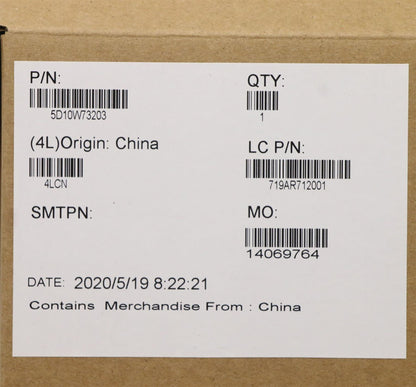 P/N:
5D10W73203
QTY:
1
(4L)Origin: China
4LCN
LC P/N:
719AR712001
SMTPN:
MO:
14069764
DATE: 2020/5/19 8:22:21
Contains Merchandise From : China